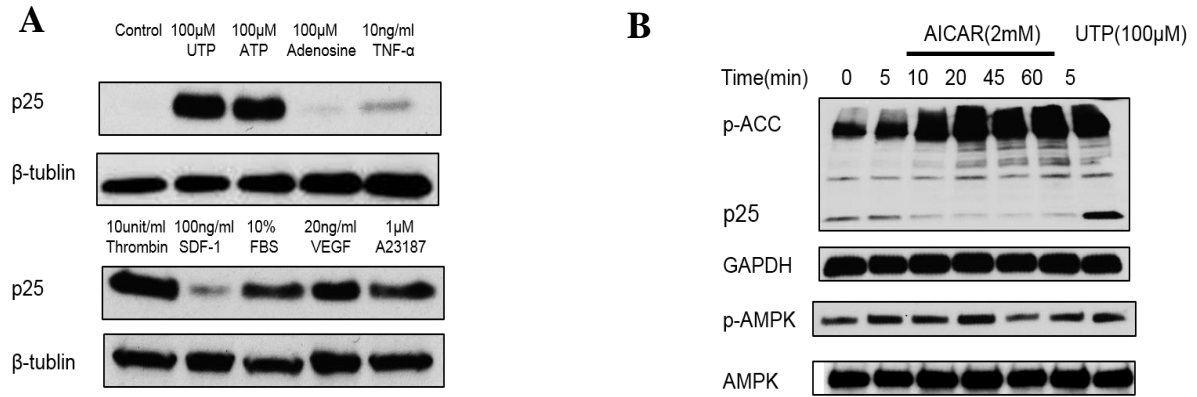 A
Control 100μM 100μM 100μM 10ng/ml
UTP ATP Adenosine TNF-α
p25
β-tublin
10unit/ml 100ng/ml 10% 20ng/ml 1μM
Thrombin SDF-1 FBS VEGF A23187
p25
β-tublin
B
AICAR(2mM) UTP(100μM)
Time(min) 0 5 10 20 45 60 5
p-ACC
p25
GAPDH
p-AMPK
AMPK